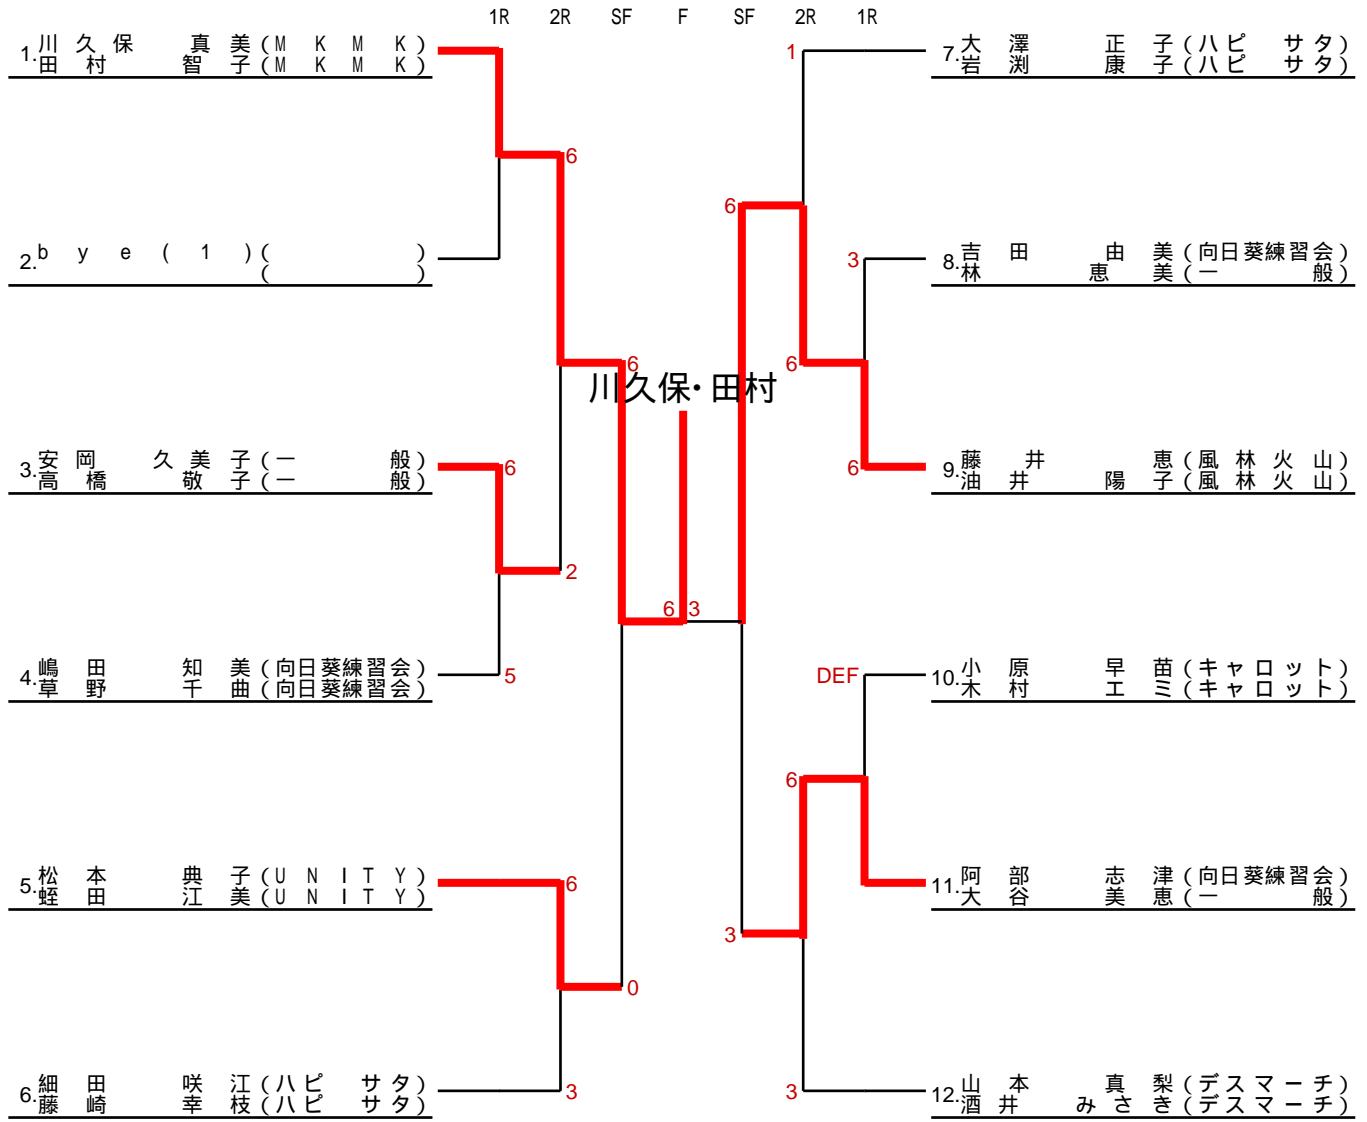 1R 2R SF F SF 2R 1R
1. 川久保 真美(MKMK)
田村 智子(MKMK)
2. bye(1)( )
( )
3. 安岡 久美子(一般)
高橋 敬子(一般)
4. 嶋田 知美(向日葵練習会)
草野 千曲(向日葵練習会)
5. 松本 典子(UNITY)
蛭田 江美(UNITY)
6. 細田 咲江(ハピ サタ)
藤崎 幸枝(ハピ サタ)
6
6
2
5
6
6
0
3
川久保・田村
6 3
7. 大澤 正子(ハピ サタ)
岩渕 康子(ハピ サタ)
8. 吉田 由美(向日葵練習会)
林 恵美(一般)
9. 藤井 恵(風林火山)
油井 陽子(風林火山)
10. 小原 早苗(キャロット)
木村 エミ(キャロット)
11. 阿部 志津(向日葵練習会)
大谷 美恵(一般)
12. 山本 真梨(デスマーチ)
酒井 みさき(デスマーチ)
1
6
3
6
6
DEF
6
3
3